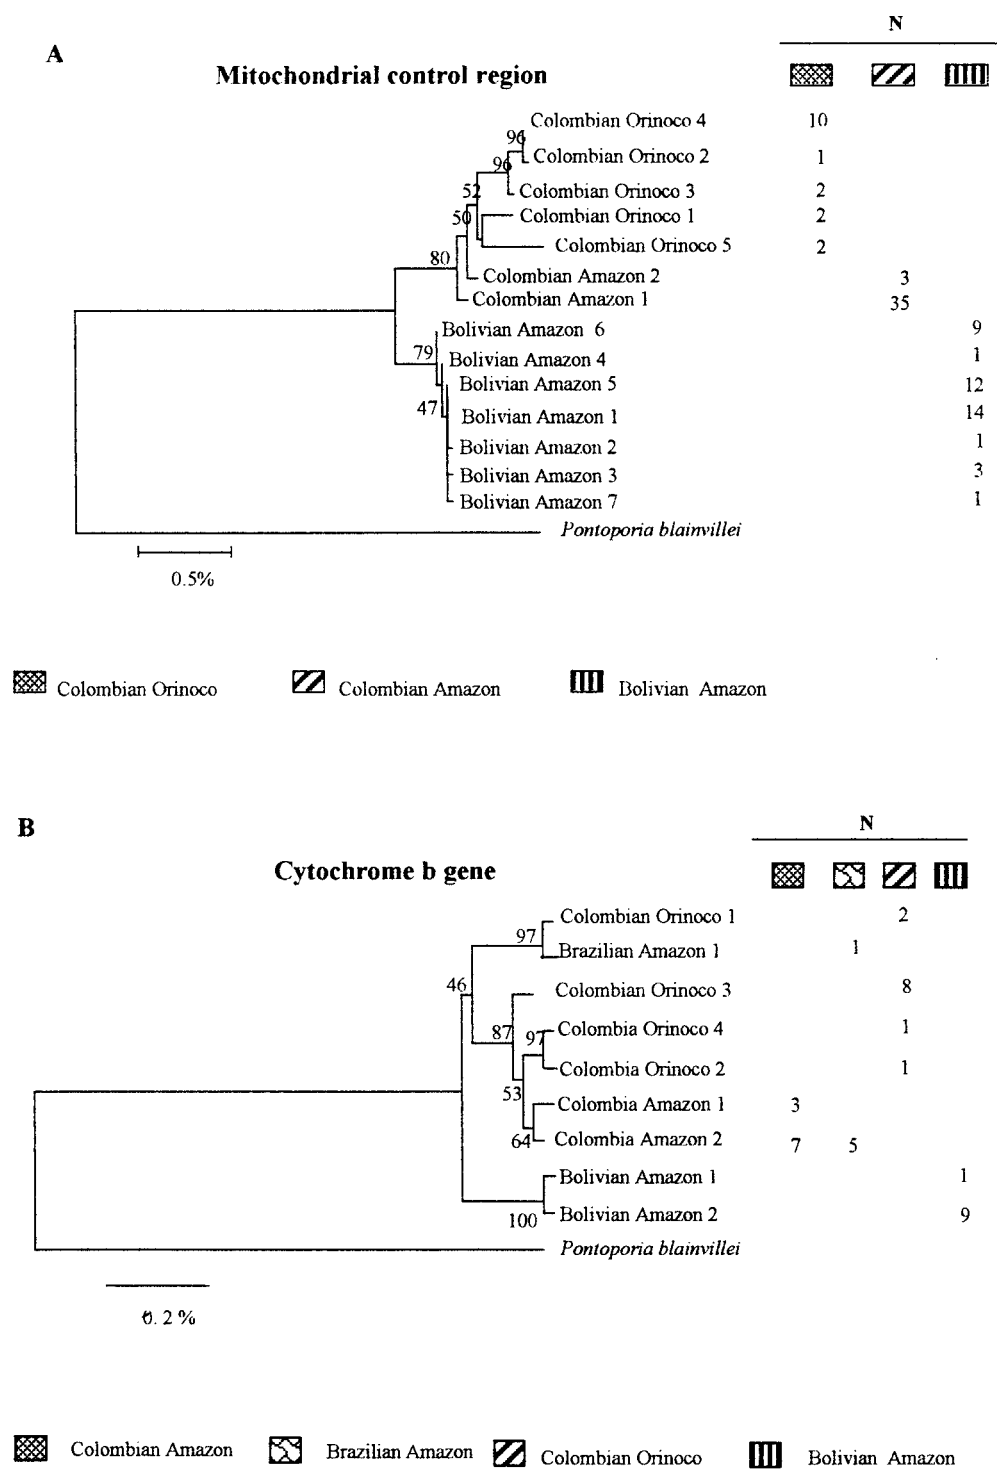 N
A
Mitochondrial control region
Colombian Orinoco 4 10
96
Colombian Orinoco 2 1
96
Colombian Orinoco 3 2
52
Colombian Orinoco 1 2
50
Colombian Orinoco 5 2
80
Colombian Amazon 2 3
Colombian Amazon 1 35
Bolivian Amazon 6 9
79
Bolivian Amazon 4 1
Bolivian Amazon 5 12
47
Bolivian Amazon 1 14
Bolivian Amazon 2 1
Bolivian Amazon 3 3
Bolivian Amazon 7 1
Pontoporia blainvillei
0.5%
Colombian Orinoco Colombian Amazon Bolivian Amazon
B
N
Cytochrome b gene
Colombian Orinoco 1 2
97
Brazilian Amazon 1 1
46
Colombian Orinoco 3 8
87
97
Colombia Orinoco 4 1
Colombia Orinoco 2 1
53
Colombia Amazon 1 3
64
Colombia Amazon 2 7 5
Bolivian Amazon 1 1
100
Bolivian Amazon 2 9
Pontoporia blainvillei
0. 2 %
Colombian Amazon Brazilian Amazon Colombian Orinoco Bolivian Amazon